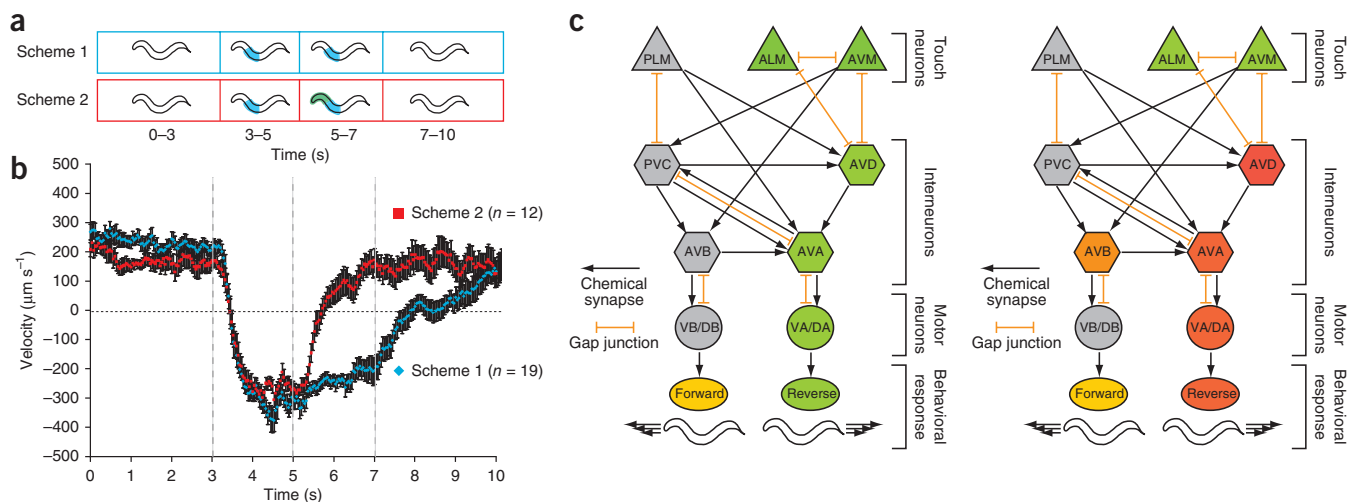 a
Scheme 1
Scheme 2
0–3 3–5 5–7 7–10
Time (s)
b
500
400
300
200
100
0
–100
–200
–300
–400
–500
Velocity (µm s–1)
Scheme 2 (n = 12)
Scheme 1 (n = 19)
0 1 2 3 4 5 6 7 8 9 10
Time (s)
c
PLM ALM AVM
PVC AVD
AVB AVA
Chemical
synapse
Gap junction
VB/DB VA/DA
Forward Reverse
Touch
neurons
Interneurons
Motor
neurons
Behavioral
response
PLM ALM AVM
PVC AVD
AVB AVA
Chemical
synapse
Gap junction
VB/DB VA/DA
Forward Reverse
Touch
neurons
Interneurons
Motor
neurons
Behavioral
response